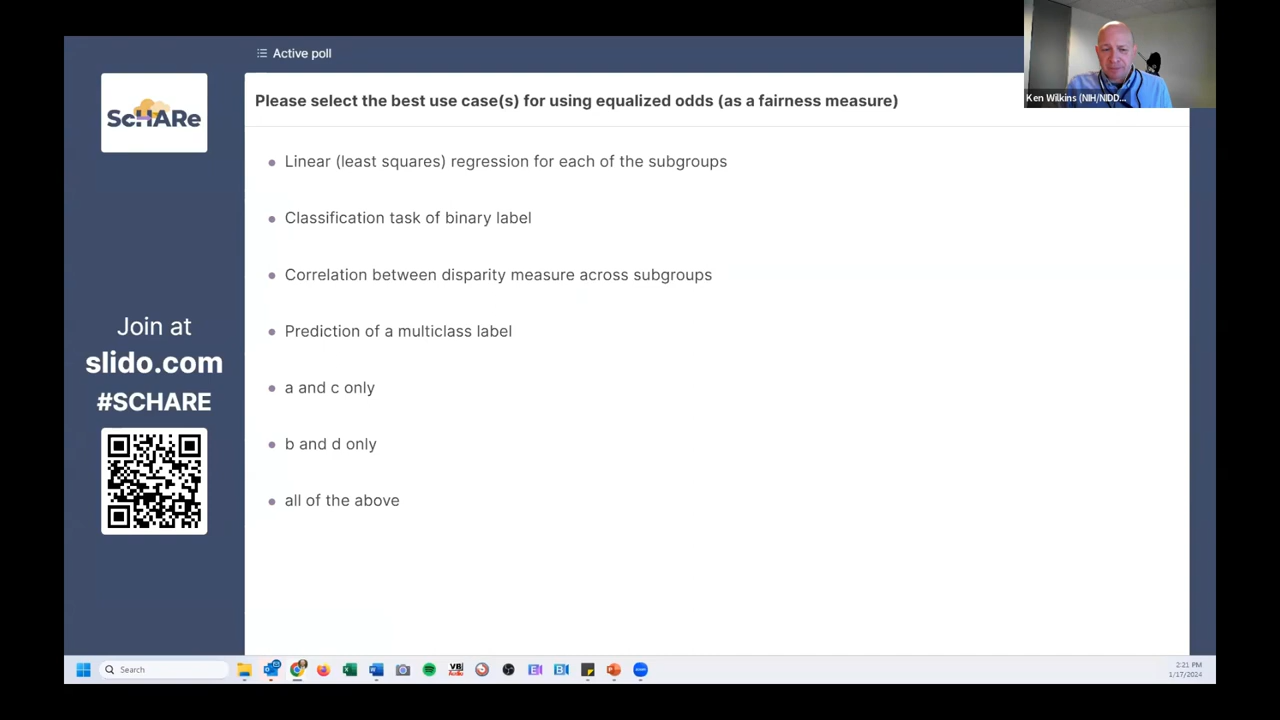 Active poll
ScHARe
Please select the best use case(s) for using equalized odds (as a fairness measure)
Ken Wilkins (NIH/NIDD...
Linear (least squares) regression for each of the subgroups
Classification task of binary label
Correlation between disparity measure across subgroups
Prediction of a multiclass label
a and c only
b and d only
all of the above
Join at
slido.com
#SCHARE
Search
VB
Audio
2:21 PM
1/17/2024